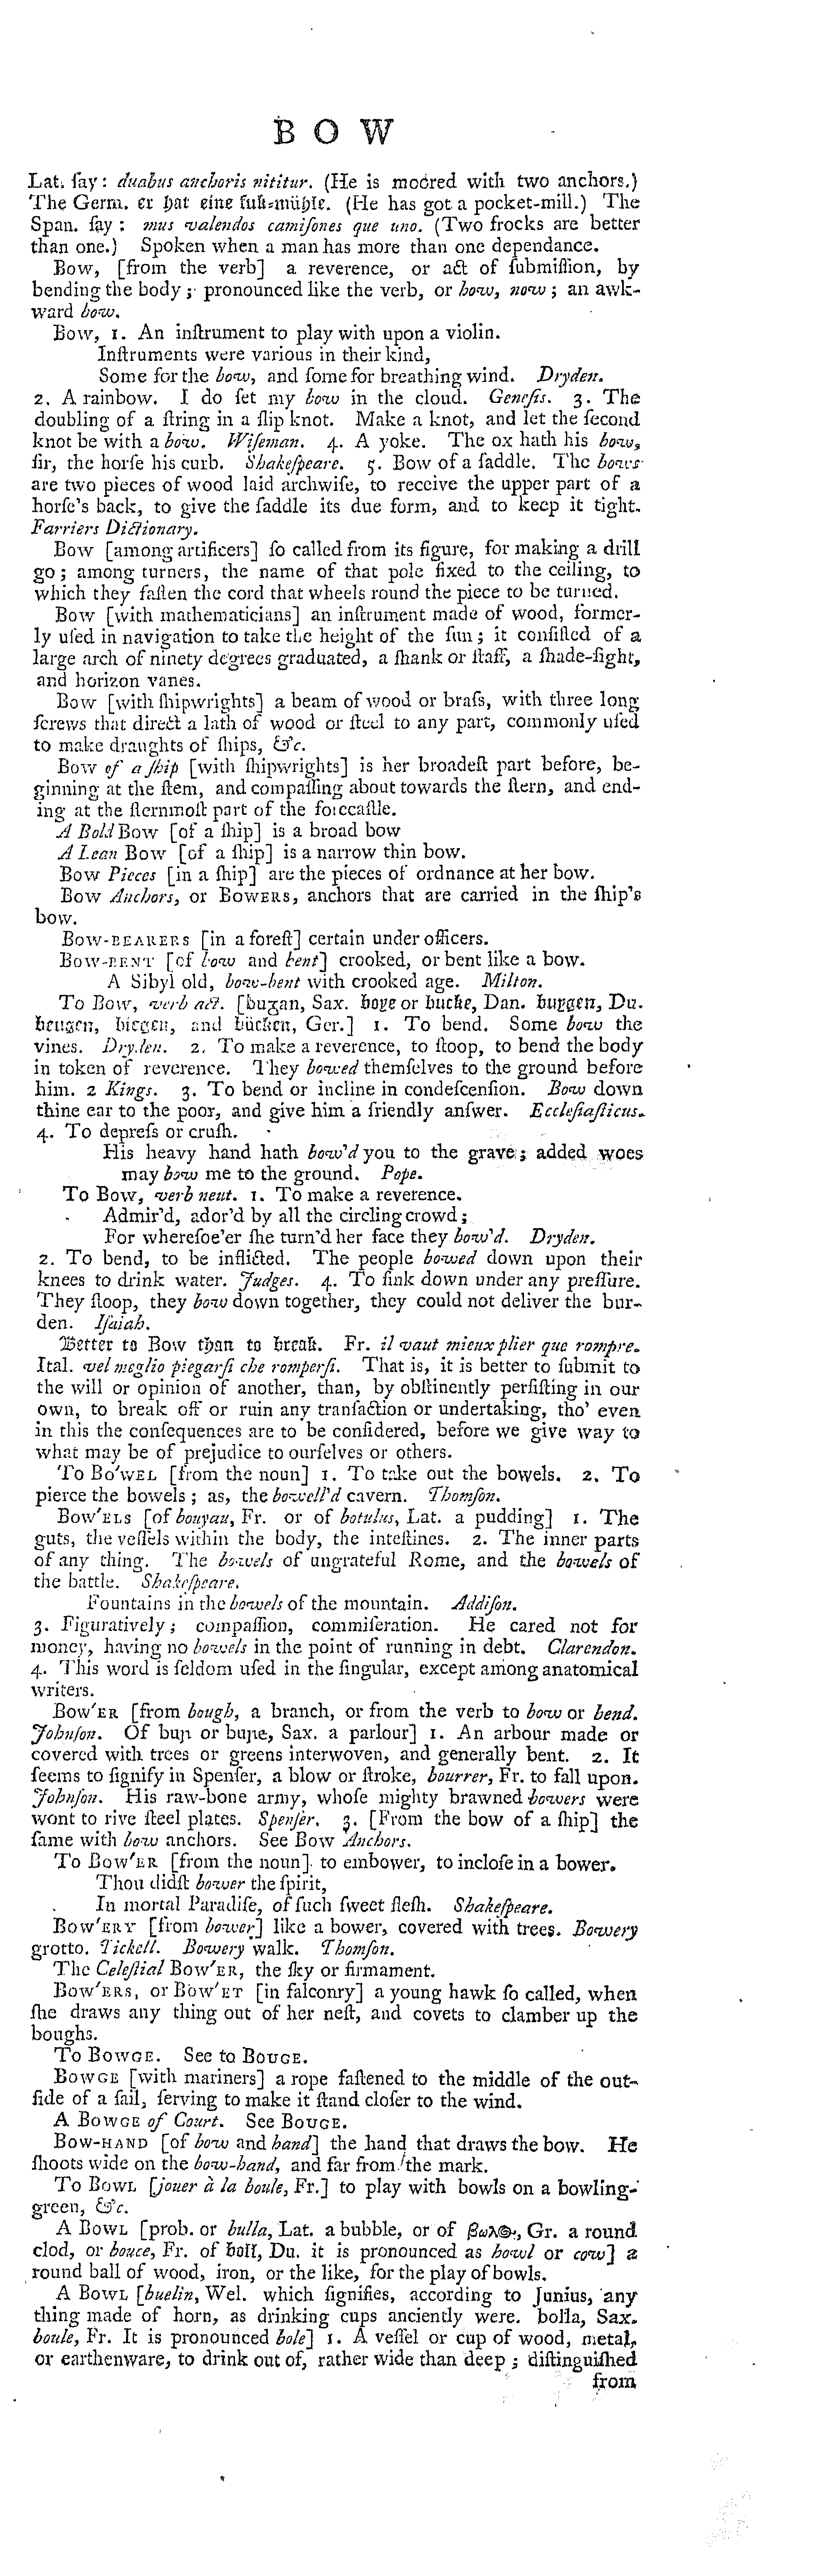 B O W
Lat. ſay: duabus anchoris nititur. (He is moored with two anchors.)
The Germ. er hat eine fuſz-mühle. (He has got a pocket-mill.) The
Span. ſay: mus valendos camiſones que uno. (Two frocks are better
than one.) Spoken when a man has more than one dependance.
Bow, [from the verb] a reverence, or act of ſubmiſſion, by
bending the body; pronounced like the verb, or how, now; an awk-
ward bow.
Bow, 1. An inſtrument to play with upon a violin.
Inſtruments were various in their kind,
Some for the bow, and ſome for breathing wind. Dryden.
2. A rainbow. I do ſet my bow in the cloud. Geneſis. 3. The
doubling of a ſtring in a ſlip knot. Make a knot, and let the ſecond
knot be with a bow. Wiſeman. 4. A yoke. The ox hath his bow,
ſir, the horſe his curb. Shakeſpeare. 5. Bow of a ſaddle. The bows
are two pieces of wood laid archwiſe, to receive the upper part of a
horſe's back, to give the ſaddle its due form, and to keep it tight.
Farriers Dictionary.
Bow [among artificers] ſo called from its figure, for making a drill
go; among turners, the name of that pole fixed to the ceiling, to
which they faſten the cord that wheels round the piece to be turned.
Bow [with mathematicians] an inſtrument made of wood, former-
ly uſed in navigation to take the height of the ſun; it conſiſted of a
large arch of ninety degrees graduated, a ſhank or ſtaff, a ſhade-ſight,
and horizon vanes.
Bow [with ſhipwrights] a beam of wood or braſs, with three long
ſcrews that direct a lath of wood or ſteel to any part, commonly uſed
to make draughts of ſhips, &c.
Bow of a ſhip [with ſhipwrights] is her broadeſt part before, be-
ginning at the ſtem, and compaſſing about towards the ſtern, and end-
ing at the ſternmoſt part of the forecaſtle.
A Bold Bow [of a ſhip] is a broad bow
A Lean Bow [of a ſhip] is a narrow thin bow.
Bow Pieces [in a ſhip] are the pieces of ordnance at her bow.
Bow Anchors, or BOWERS, anchors that are carried in the ſhip's
bow.
Bow-BEARERS [in a foreſt] certain under officers.
Bow-BENT [of bow and bent] crooked, or bent like a bow.
A Sibyl old, bow-bent with crooked age. Milton.
To Bow, verb act. [buᵹan, Sax. boye or bucke, Dan. burgen, Du.
beugen, biegen, and bücken, Ger.] 1. To bend. Some bow the
vines. Dryden. 2. To make a reverence, to ſtoop, to bend the body
in token of reverence. They bowed themſelves to the ground before
him. 2 Kings. 3. To bend or incline in condeſcenſion. Bow down
thine ear to the poor, and give him a friendly anſwer. Eccleſiaſticus.
4. To depreſs or cruſh.
His heavy hand hath bow'd you to the grave; added woes
may bow me to the ground. Pope.
To Bow, verb neut. 1. To make a reverence.
Admir'd, ador'd by all the circling crowd;
For whereſoe'er ſhe turn'd her face they bow'd. Dryden.
2. To bend, to be inflicted. The people bowed down upon their
knees to drink water. Judges. 4. To ſink down under any preſſure.
They ſtoop, they bow down together, they could not deliver the bur-
den. Iſaiah.
Better to Bow than to break. Fr. il vaut mieux plier que rompre.
Ital. vel meglio piegarſi che romperſi. That is, it is better to ſubmit to
the will or opinion of another, than, by obſtinently perſiſting in our
own, to break off or ruin any tranſaction or undertaking, tho' even
in this the conſequences are to be conſidered, before we give way to
what may be of prejudice to ourſelves or others.
To Bo'WEL [from the noun] 1. To take out the bowels. 2. To
pierce the bowels; as, the bowell'd cavern. Thomſon.
Bow'ELS [of bouyau, Fr. or of botulus, Lat. a pudding] 1. The
guts, the veſſels within the body, the inteſtines. 2. The inner parts
of any thing. The bowels of ungrateful Rome, and the bowels of
the battle. Shakeſpeare.
Fountains in the bowels of the mountain. Addiſon.
3. Figuratively; compaſſion, commiſeration. He cared not for
money, having no bowels in the point of running in debt. Clarendon.
4. This word is ſeldom uſed in the ſingular, except among anatomical
writers.
Bow'ER [from bough, a branch, or from the verb to bow or bend.
Johnſon. Of buꞃ or buꞃe, Sax. a parlour] 1. An arbour made or
covered with trees or greens interwoven, and generally bent. 2. It
ſeems to ſignify in Spenſer, a blow or ſtroke, bourrer, Fr. to fall upon.
Johnſon. His raw-bone army, whoſe mighty brawned bowers were
wont to rive ſteel plates. Spenſer. 3. [From the bow of a ſhip] the
ſame with bow anchors. See Bow Anchors.
To Bow'ER [from the noun] to embower, to incloſe in a bower.
Thou didſt bower the ſpirit,
In mortal Paradiſe, of ſuch ſweet fleſh. Shakeſpeare.
Bow'ERY [from bower] like a bower, covered with trees. Bowery
grotto. Tickell. Bowery walk. Thomſon.
The Celeſtial Bow'ER, the ſky or firmament.
Bow'ERS, or Bow'ET [in falconry] a young hawk ſo called, when
ſhe draws any thing out of her neſt, and covets to clamber up the
boughs.
To BOWGE. See to BOUGE.
BOWGE [with mariners] a rope faſtened to the middle of the out-
ſide of a ſail, ſerving to make it ſtand cloſer to the wind.
A BOWGE of Court. See BOUGE.
Bow-HAND [of bow and hand] the hand that draws the bow. He
ſhoots wide on the bow-hand, and far from the mark.
To BOWL [jouer à la boule, Fr.] to play with bowls on a bowling-
green, &c.
A BOWL [prob. or bulla, Lat. a bubble, or of βωλος, Gr. a round
clod, or bouce, Fr. of boll, Du. it is pronounced as howl or cow] a
round ball of wood, iron, or the like, for the play of bowls.
A BOWL [buelin, Wel. which ſignifies, according to Junius, any
thing made of horn, as drinking cups anciently were. bolla, Sax.
boule, Fr. It is pronounced bole] 1. A veſſel or cup of wood, metal,
or earthenware, to drink out of, rather wide than deep; diſtinguiſhed
from